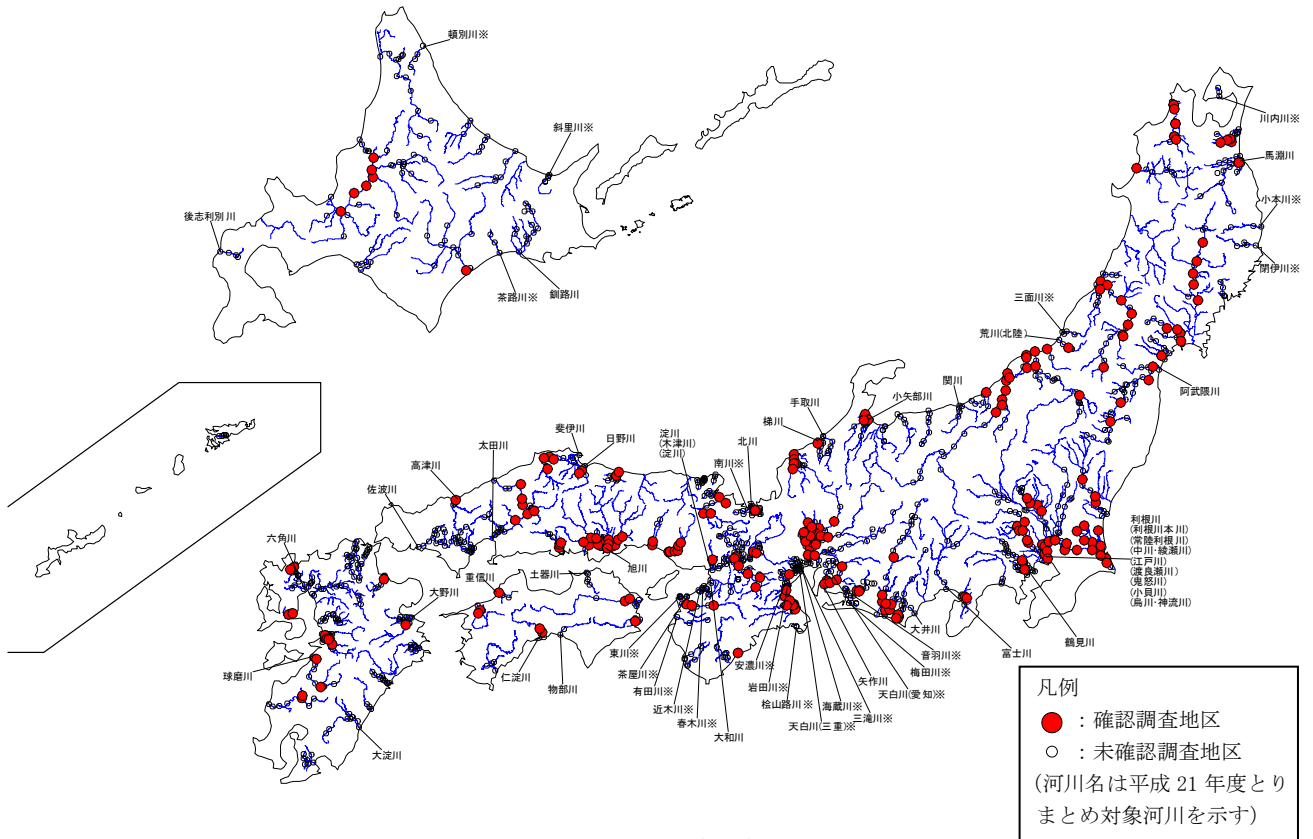 頓別川※
斜里川※
後志利別川
茶路川※
釧路川
川内川※
馬淵川
小本川※
閉伊川※
三面川※
荒川(北陸)
阿武隈川
関川
小矢部川
手取川
梯川
北川
南川※
淀川
(木津川)
(淀川)
日野川
斐伊川
太田川
高津川
佐波川
六角川
重信川
土器川
旭川
大野川
球磨川
大淀川
仁淀川
物部川
東川※
茶屋川※
有田川※
近木川※
春木川※
大和川
安濃川※
岩田川※
桧山路川※
天白川(三重)※
海蔵川※
三滝川※
天白川(愛知)※
矢作川
梅田川※
音羽川※
大井川
富士川
鶴見川
利根川
(利根川本川)
(常陸利根川)
(中川・綾瀬川)
(江戸川)
(渡良瀬川)
(鬼怒川)
(小貝川)
(烏川・神流川)
凡例
:確認調査地区
:未確認調査地区
(河川名は平成 21 年度とり
まとめ対象河川を示す)